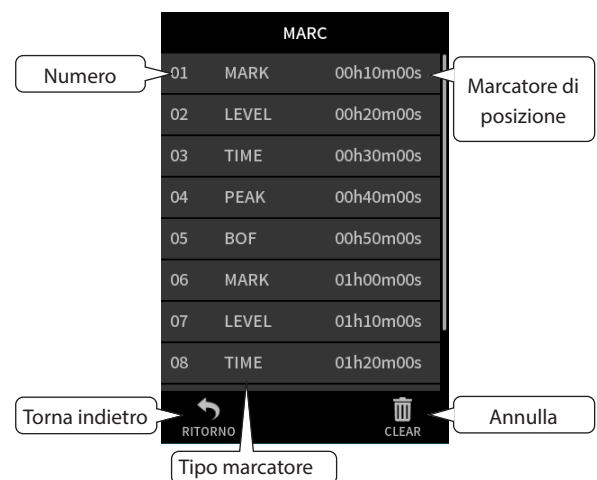 MARC
Numero
01 MARK 00h10m00s
Marcatore di
posizione
02 LEVEL 00h20m00s
03 TIME 00h30m00s
04 PEAK 00h40m00s
05 BOF 00h50m00s
06 MARK 01h00m00s
07 LEVEL 01h10m00s
08 TIME 01h20m00s
Torna indietro
RITORNO
CLEAR
Annulla
Tipo marcatore